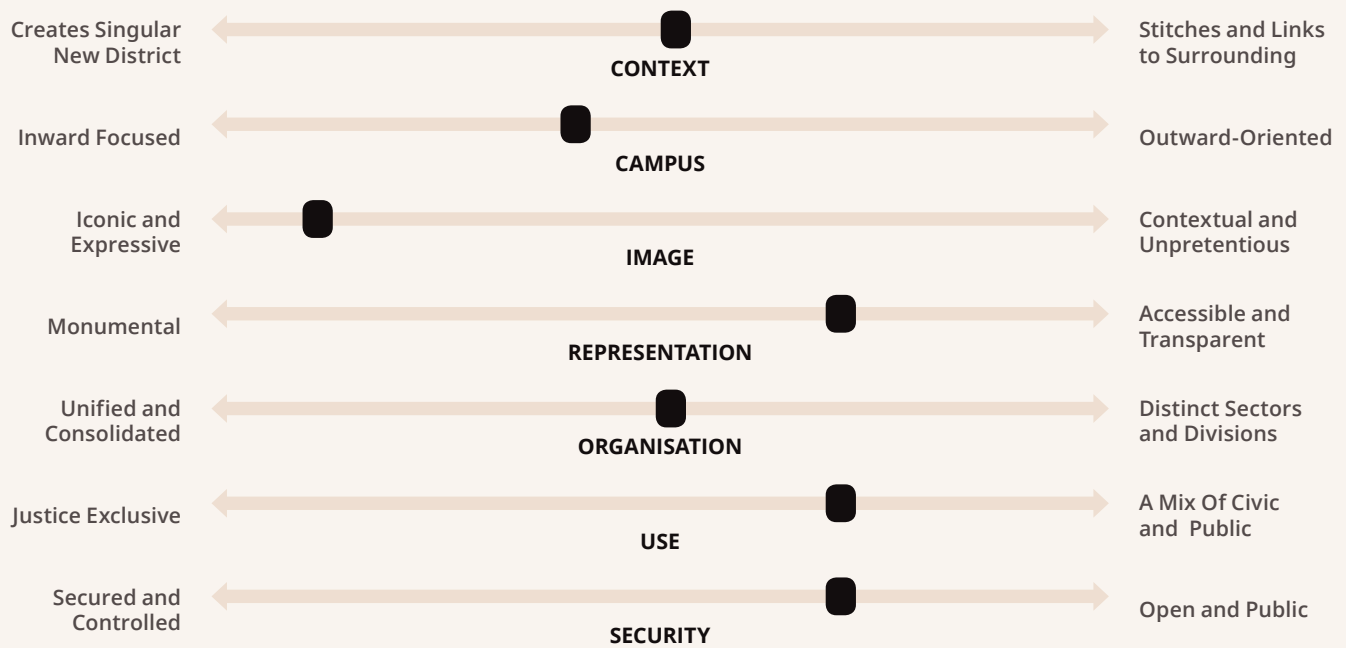 Creates Singular
New District
Stitches and Links
to Surrounding
CONTEXT
Inward Focused
Outward-Oriented
CAMPUS
Iconic and
Expressive
Contextual and
Unpretentious
IMAGE
Monumental
Accessible and
Transparent
REPRESENTATION
Unified and
Consolidated
Distinct Sectors
and Divisions
ORGANISATION
Justice Exclusive
A Mix Of Civic
and  Public
USE
Secured and
Controlled
Open and Public
SECURITY